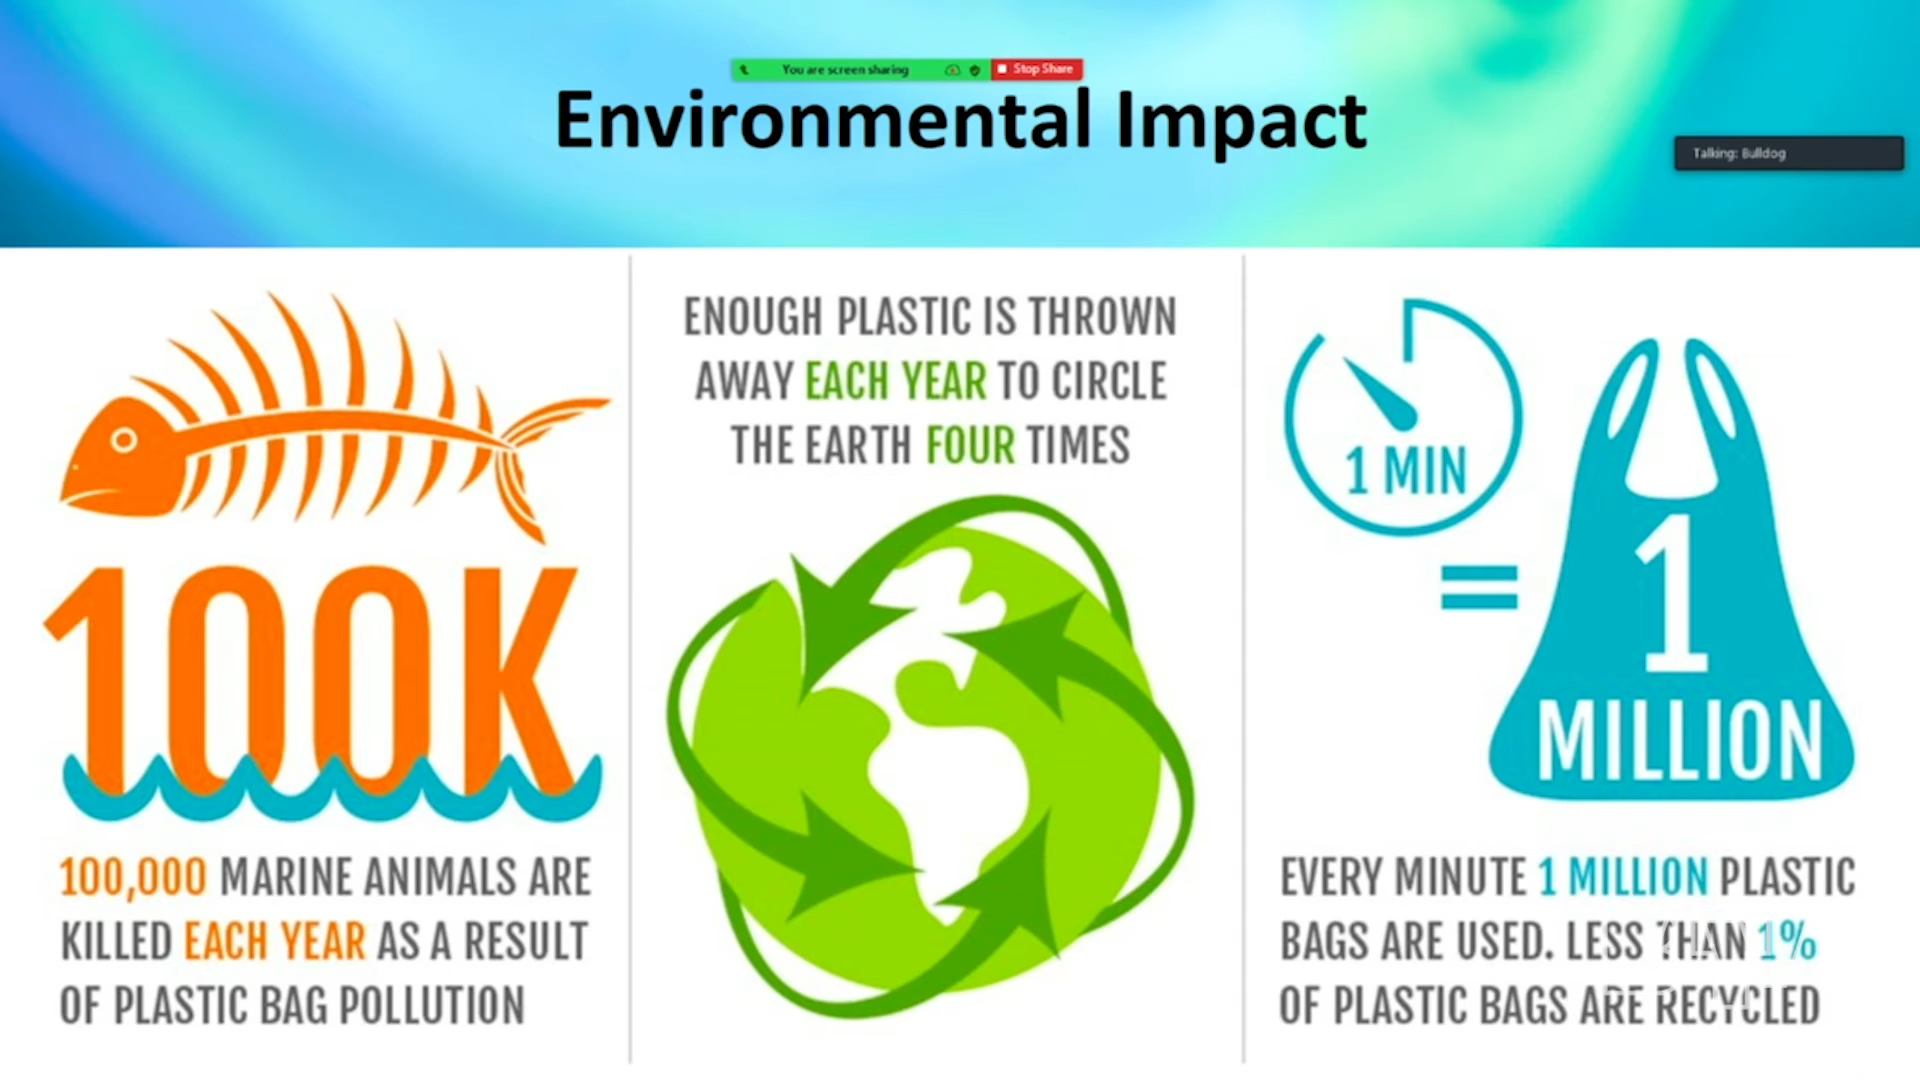 You are screen sharing
Stop Share
Environmental Impact
Talking: Bulldog
100K
100,000 MARINE ANIMALS ARE
KILLED EACH YEAR AS A RESULT
OF PLASTIC BAG POLLUTION
ENOUGH PLASTIC IS THROWN
AWAY EACH YEAR TO CIRCLE
THE EARTH FOUR TIMES
1 MIN
=
1
MILLION
EVERY MINUTE 1 MILLION PLASTIC
BAGS ARE USED. LESS THAN 1%
OF PLASTIC BAGS ARE RECYCLED